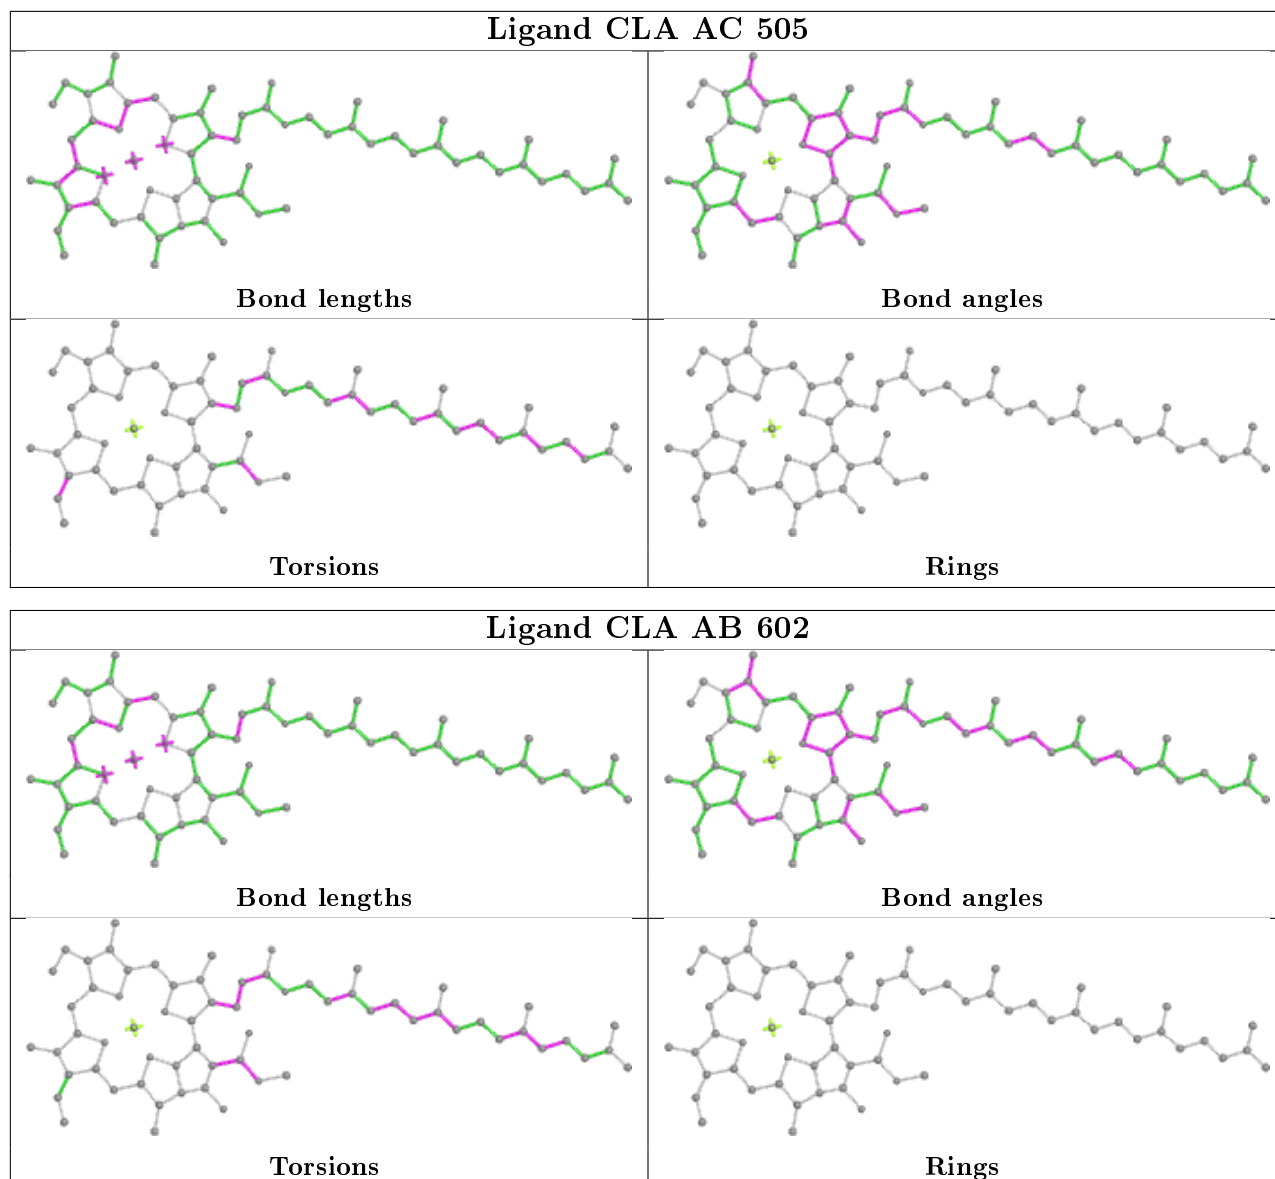 Ligand CLA AC 505
Bond lengths
Bond angles
Torsions
Rings
Ligand CLA AB 602
Bond lengths
Bond angles
Torsions
Rings